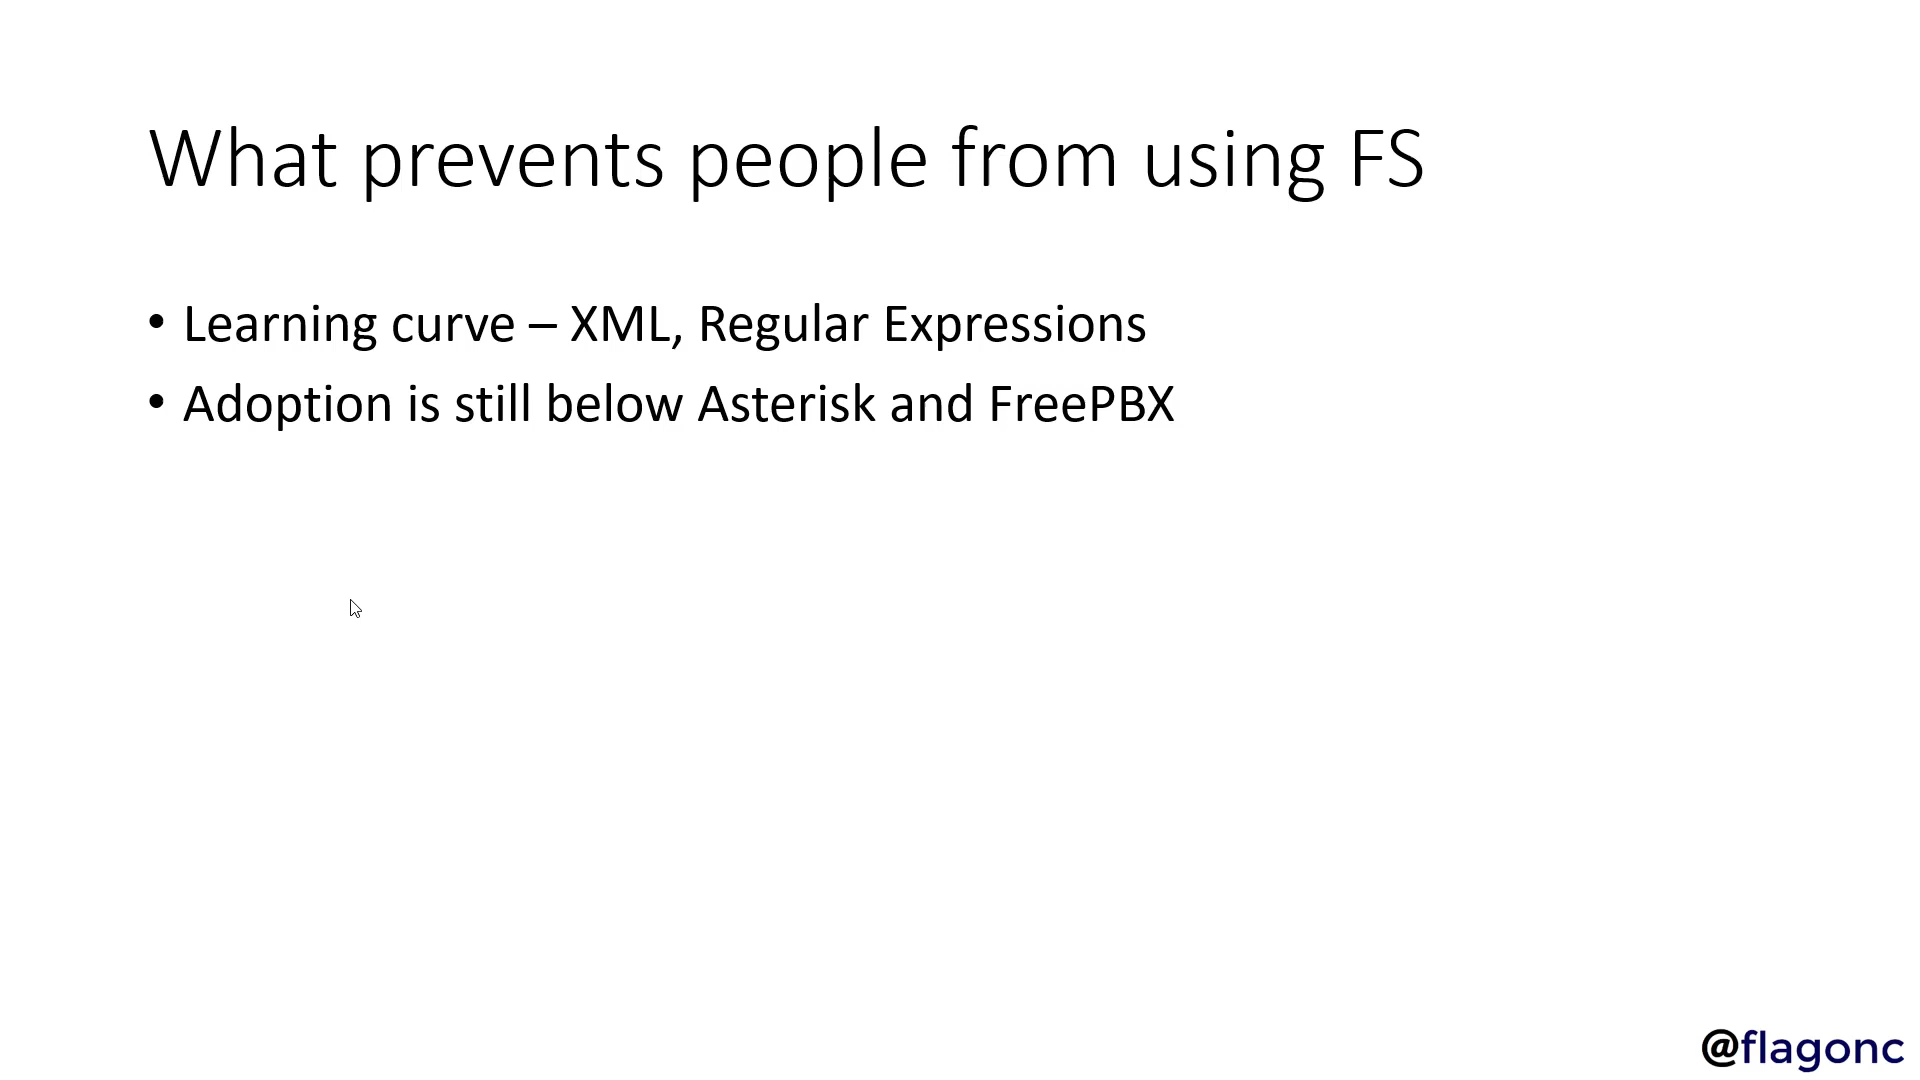 What prevents people from using FS
• Learning curve – XML, Regular Expressions
• Adoption is still below Asterisk and FreePBX
@flagonc